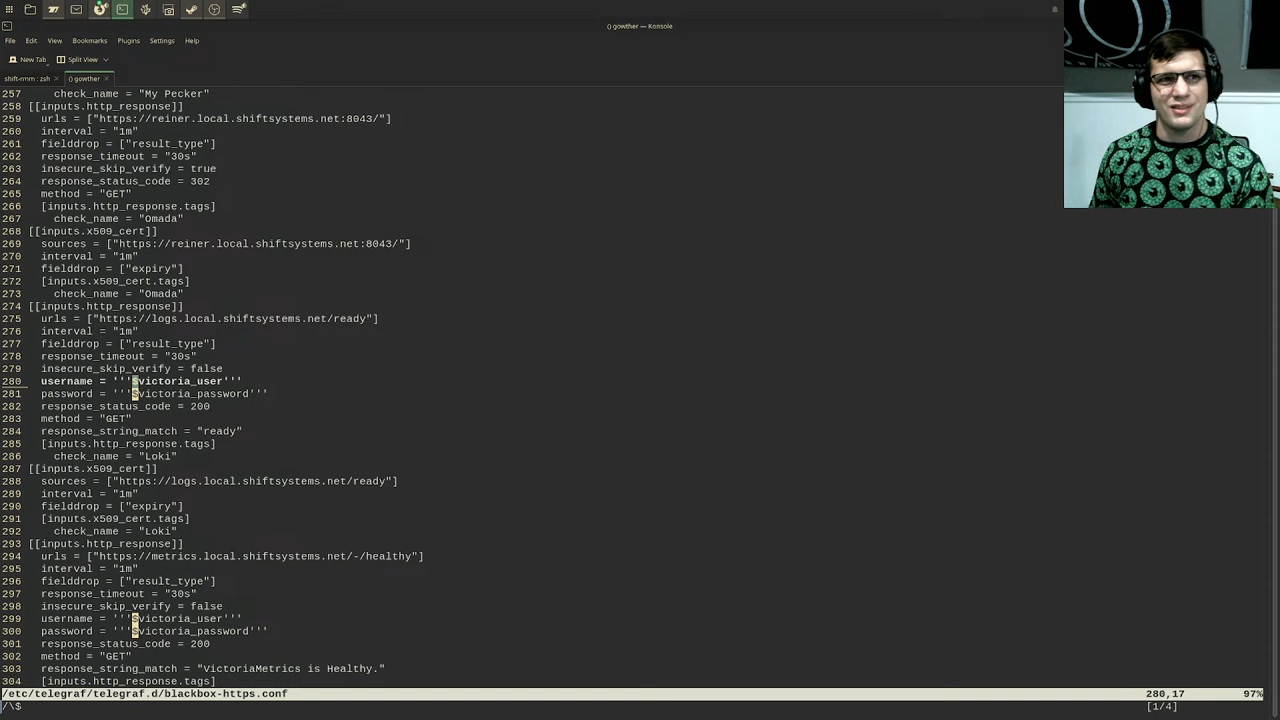 () gowther — Konsole
File Edit View Bookmarks Plugins Settings Help
New Tab Split View
shift-rmm : zsh () gowther
257 check_name = "My Pecker"
258 [[inputs.http_response]]
259 urls = ["https://reiner.local.shiftsystems.net:8043/"]
260 interval = "1m"
261 fielddrop = ["result_type"]
262 response_timeout = "30s"
263 insecure_skip_verify = true
264 response_status_code = 302
265 method = "GET"
266 [inputs.http_response.tags]
267 check_name = "Omada"
268 [[inputs.x509_cert]]
269 sources = ["https://reiner.local.shiftsystems.net:8043/"]
270 interval = "1m"
271 fielddrop = ["expiry"]
272 [inputs.x509_cert.tags]
273 check_name = "Omada"
274 [[inputs.http_response]]
275 urls = ["https://logs.local.shiftsystems.net/ready"]
276 interval = "1m"
277 fielddrop = ["result_type"]
278 response_timeout = "30s"
279 insecure_skip_verify = false
280 username = '''$victoria_user'''
281 password = '''$victoria_password'''
282 response_status_code = 200
283 method = "GET"
284 response_string_match = "ready"
285 [inputs.http_response.tags]
286 check_name = "Loki"
287 [[inputs.x509_cert]]
288 sources = ["https://logs.local.shiftsystems.net/ready"]
289 interval = "1m"
290 fielddrop = ["expiry"]
291 [inputs.x509_cert.tags]
292 check_name = "Loki"
293 [[inputs.http_response]]
294 urls = ["https://metrics.local.shiftsystems.net/-/healthy"]
295 interval = "1m"
296 fielddrop = ["result_type"]
297 response_timeout = "30s"
298 insecure_skip_verify = false
299 username = '''$victoria_user'''
300 password = '''$victoria_password'''
301 response_status_code = 200
302 method = "GET"
303 response_string_match = "VictoriaMetrics is Healthy."
304 [inputs.http_response.tags]
/etc/telegraf/telegraf.d/blackbox-https.conf 280,17 97%
/\$ [1/4]